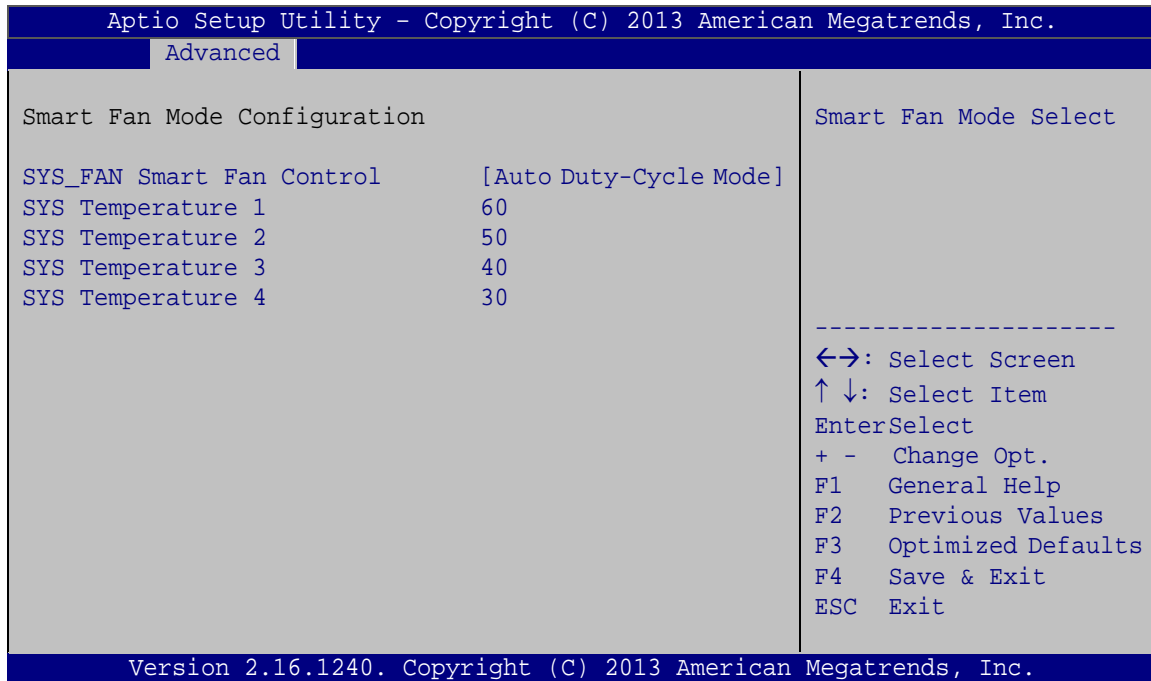 Aptio Setup Utility – Copyright (C) 2013 American Megatrends, Inc.
Advanced
Smart Fan Mode Configuration
SYS_FAN Smart Fan Control [Auto Duty-Cycle Mode]
SYS Temperature 1 60
SYS Temperature 2 50
SYS Temperature 3 40
SYS Temperature 4 30
Smart Fan Mode Select
---------------------
←→: Select Screen
↑ ↓: Select Item
EnterSelect
+ - Change Opt.
F1 General Help
F2 Previous Values
F3 Optimized Defaults
F4 Save & Exit
ESC Exit
Version 2.16.1240. Copyright (C) 2013 American Megatrends, Inc.